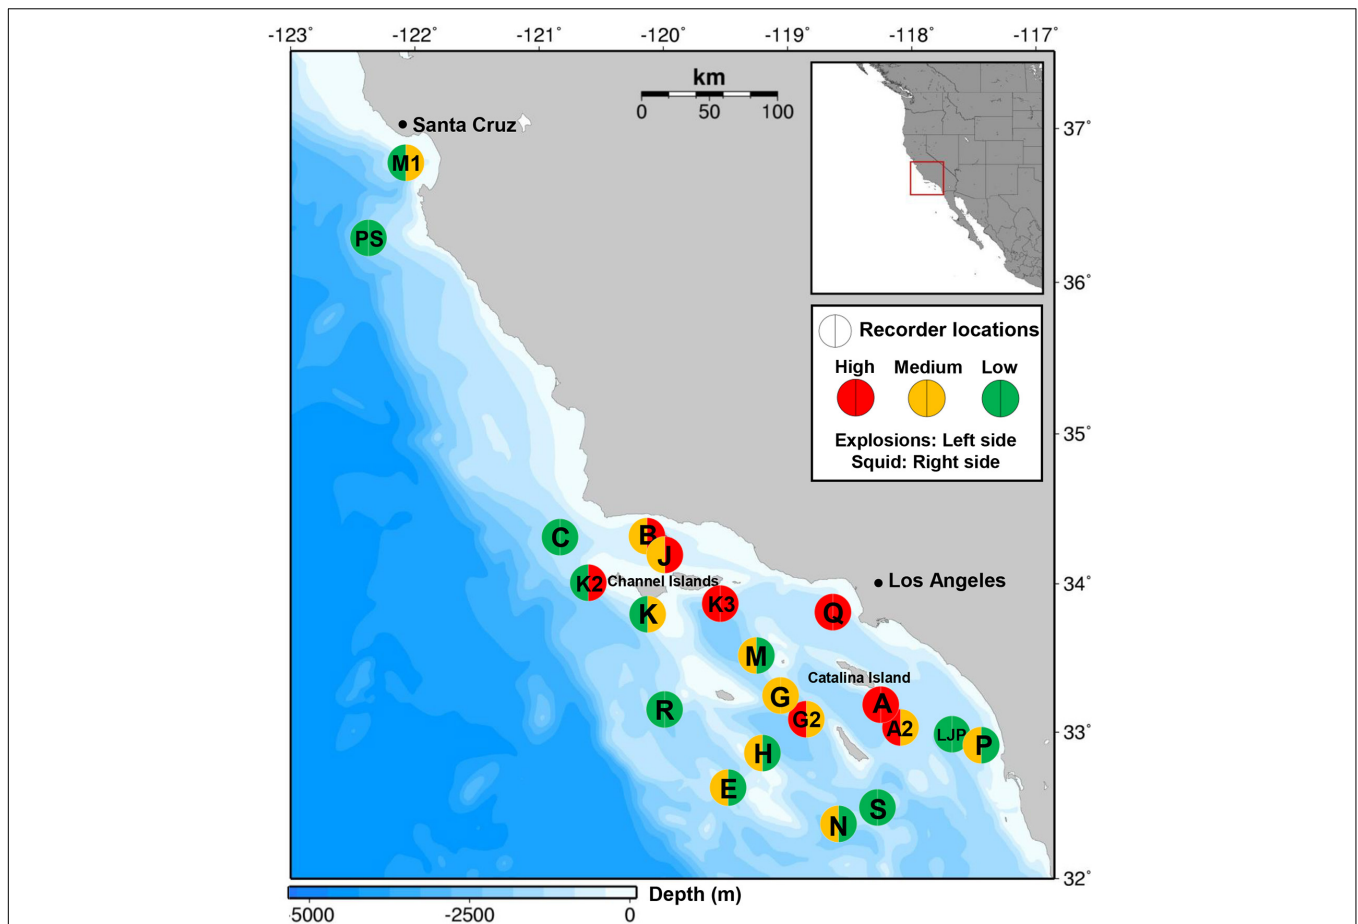 -123° -122° -121° -120° -119° -118° -117°
km
0 50 100
Santa Cruz
37°
M1
PS
36°
Recorder locations
High Medium Low
35°
Explosions: Left side
Squid: Right side
C
B
J
K2
Channel Islands
34°
Los Angeles
K3
K
Q
M
Catalina Island
G
A
R
G2
A2
33°
LJP
P
H
E
S
N
32°
Depth (m)
-5000 -2500 0